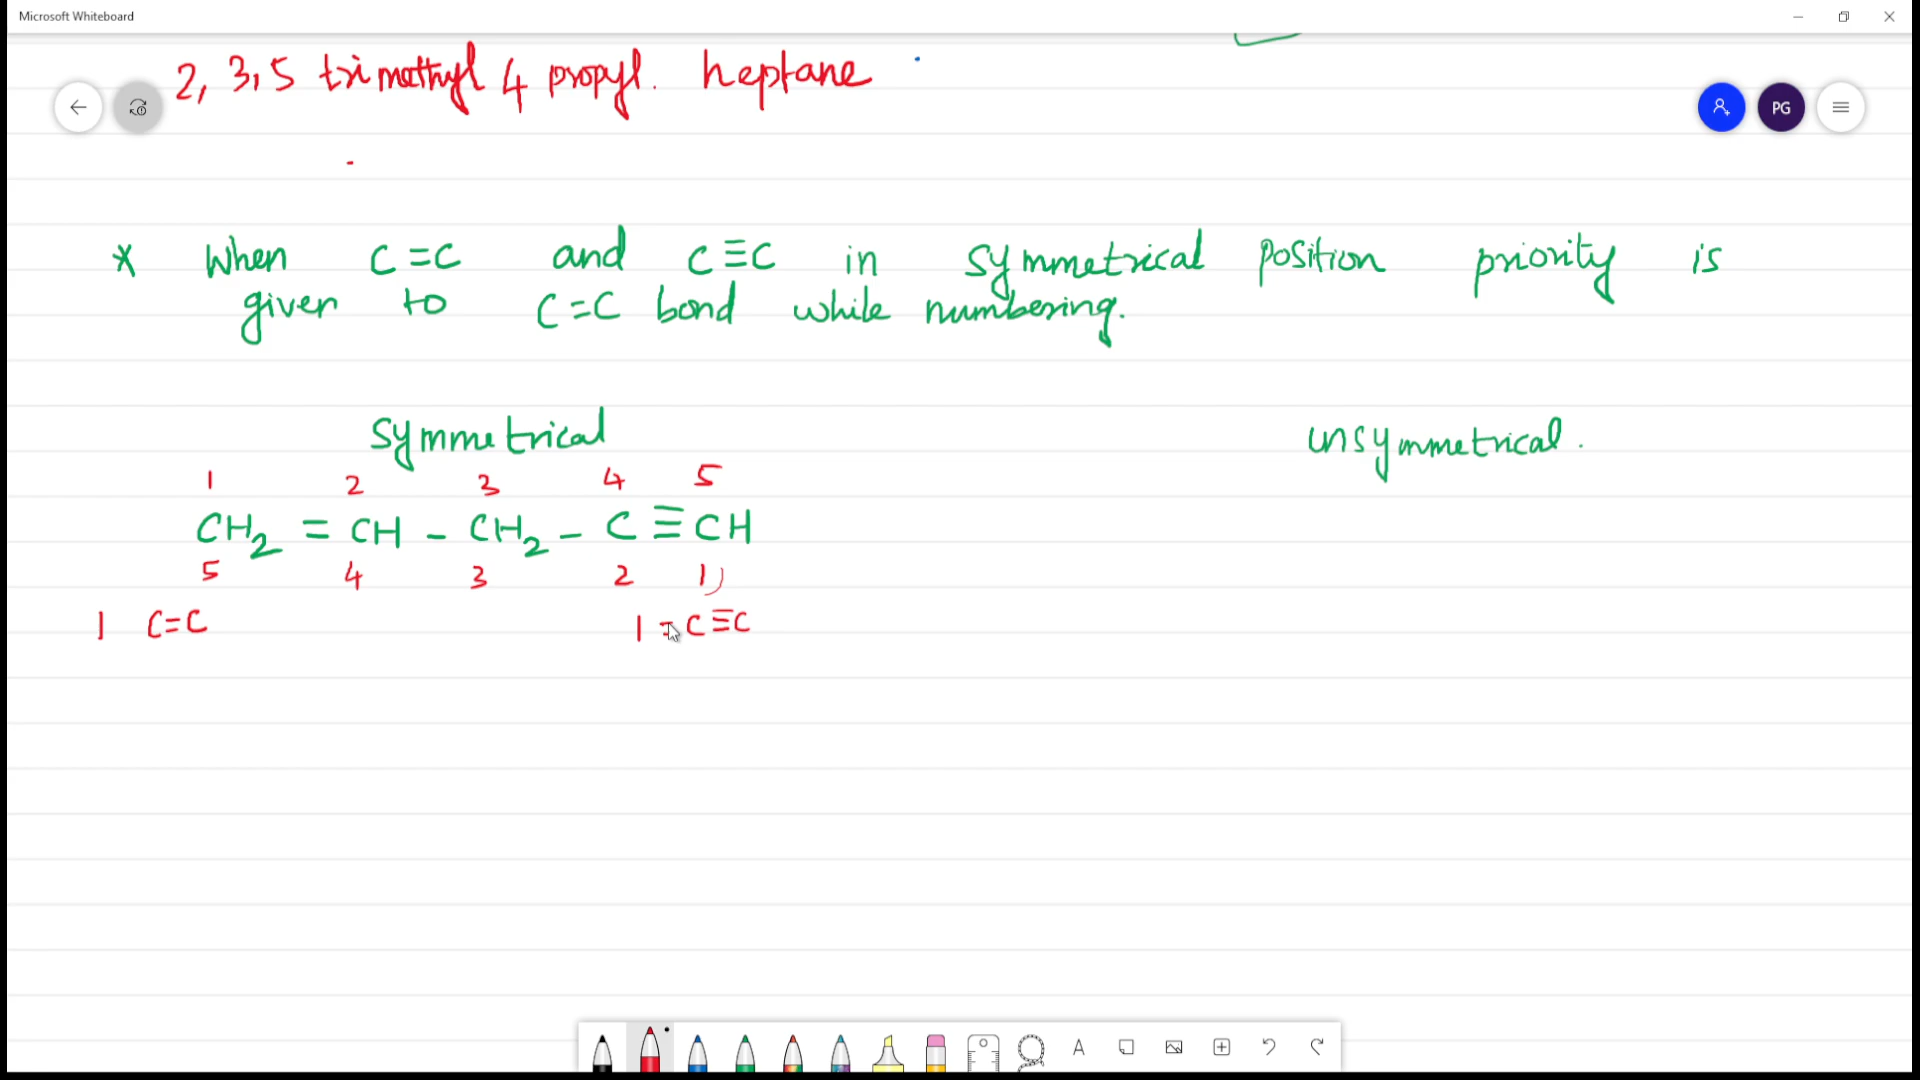 Microsoft Whiteboard
2, 3, 5 trimethyl 4 propyl. heptane
PG
* When C=C and C≡C in symmetrical position priority is
given to C=C bond while numbering.
Symmetrical
unsymmetrical.
1 2 3 4 5
CH₂ = CH - CH₂ - C ≡ CH
5 4 3 2 1)
1 C=C
1 = C≡C
A